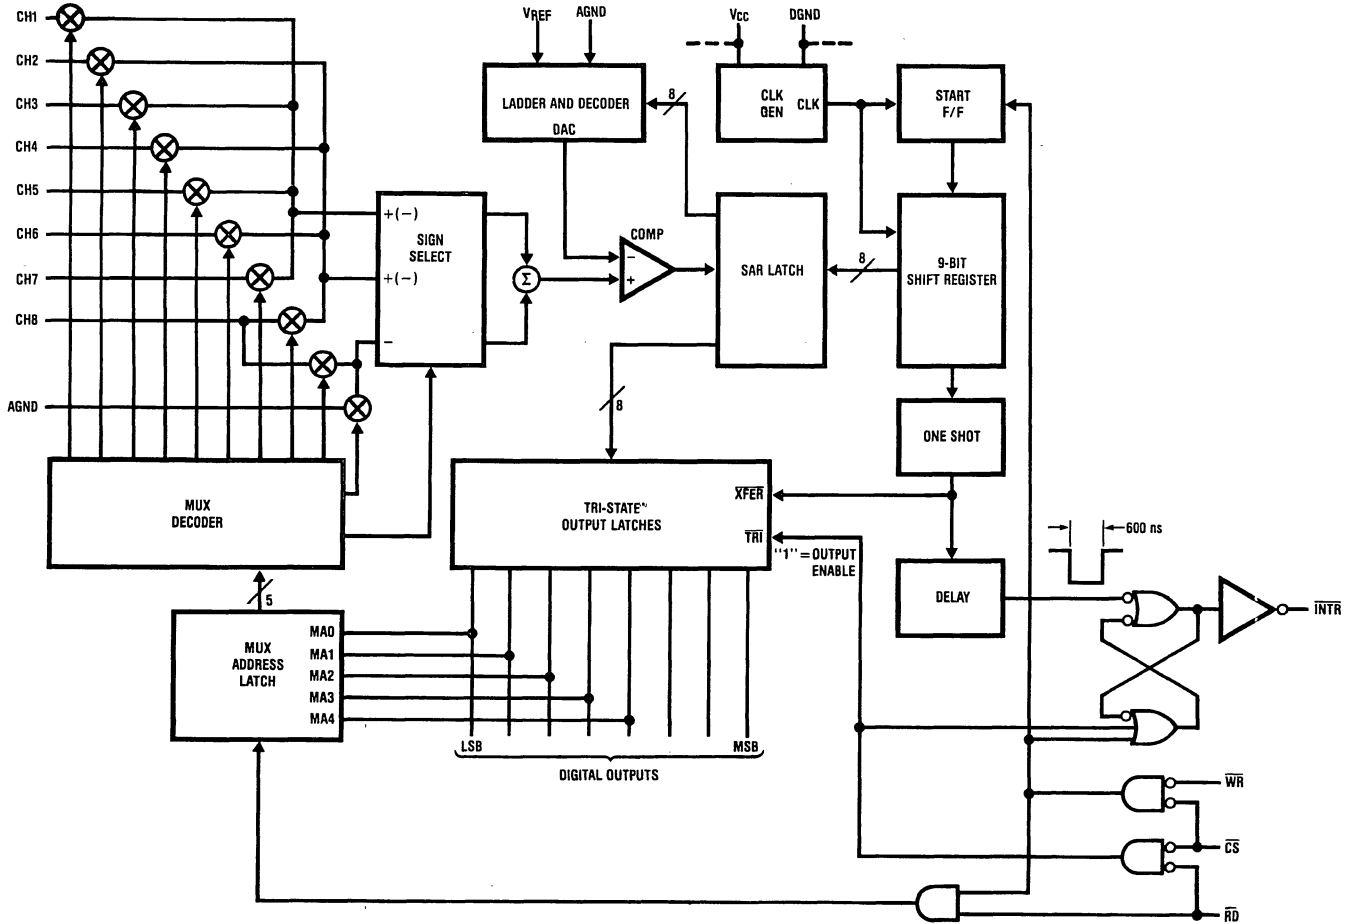 CH1
CH2
CH3
CH4
CH5
CH6
CH7
CH8
AGND
VREF
AGND
LADDER AND DECODER
DAC
8
VCC
DGND
CLK
GEN
CLK
START
F/F
+(−)
SIGN
SELECT
+(−)
−
Σ
COMP
−
+
SAR LATCH
8
9-BIT
SHIFT REGISTER
8
ONE SHOT
MUX
DECODER
TRI-STATE®
OUTPUT LATCHES
XFER
TRI
"1" = OUTPUT
ENABLE
DELAY
600 ns
INTR
5
MUX
ADDRESS
LATCH
MA0
MA1
MA2
MA3
MA4
LSB
MSB
DIGITAL OUTPUTS
WR
CS
RD